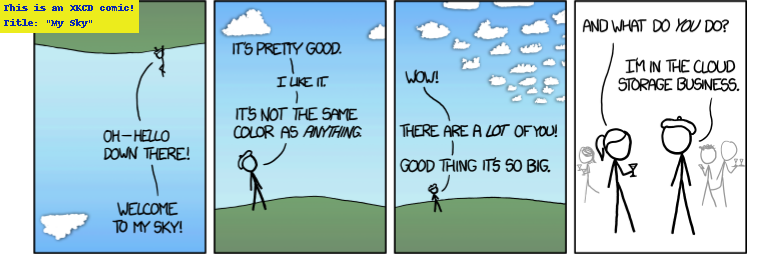 This is an XKCD comic!
Title: "My Sky"
OH—HELLO
DOWN THERE!
WELCOME
TO MY SKY!
IT'S PRETTY GOOD.
I LIKE IT.
IT'S NOT THE SAME
COLOR AS ANYTHING.
WOW!
THERE ARE A LOT OF YOU!
GOOD THING IT'S SO BIG.
AND WHAT DO YOU DO?
I'M IN THE CLOUD
STORAGE BUSINESS.